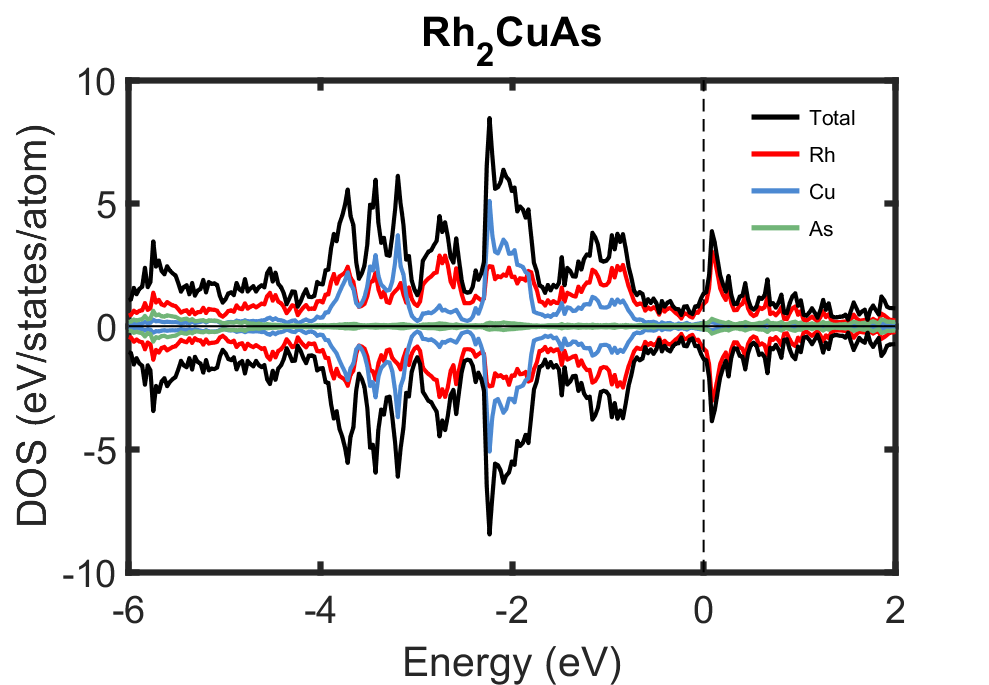 Rh₂CuAs
DOS (eV/states/atom)
10
5
0
-5
-10
Total
Rh
Cu
As
-6 -4 -2 0 2
Energy (eV)